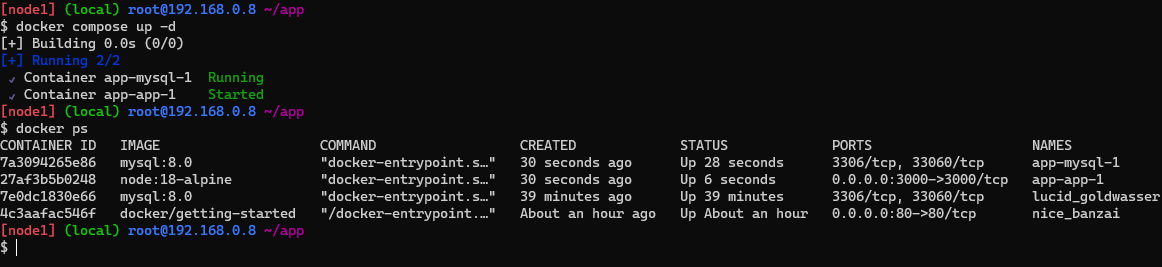 [node1] (local) root@192.168.0.8 ~/app
$ docker compose up -d
[+] Building 0.0s (0/0)
[+] Running 2/2
 ✓ Container app-mysql-1  Running
 ✓ Container app-app-1    Started
[node1] (local) root@192.168.0.8 ~/app
$ docker ps
CONTAINER ID   IMAGE                    COMMAND                  CREATED             STATUS             PORTS                  NAMES
7a3094265e86   mysql:8.0                "docker-entrypoint.s…"   30 seconds ago      Up 28 seconds      3306/tcp, 33060/tcp    app-mysql-1
27af3b5b0248   node:18-alpine           "docker-entrypoint.s…"   30 seconds ago      Up 6 seconds       0.0.0.0:3000->3000/tcp   app-app-1
7e0dc1830e66   mysql:8.0                "docker-entrypoint.s…"   39 minutes ago      Up 39 minutes      3306/tcp, 33060/tcp    lucid_goldwasser
4c3aafac546f   docker/getting-started   "/docker-entrypoint.…"   About an hour ago   Up About an hour   0.0.0.0:80->80/tcp     nice_banzai
[node1] (local) root@192.168.0.8 ~/app
$